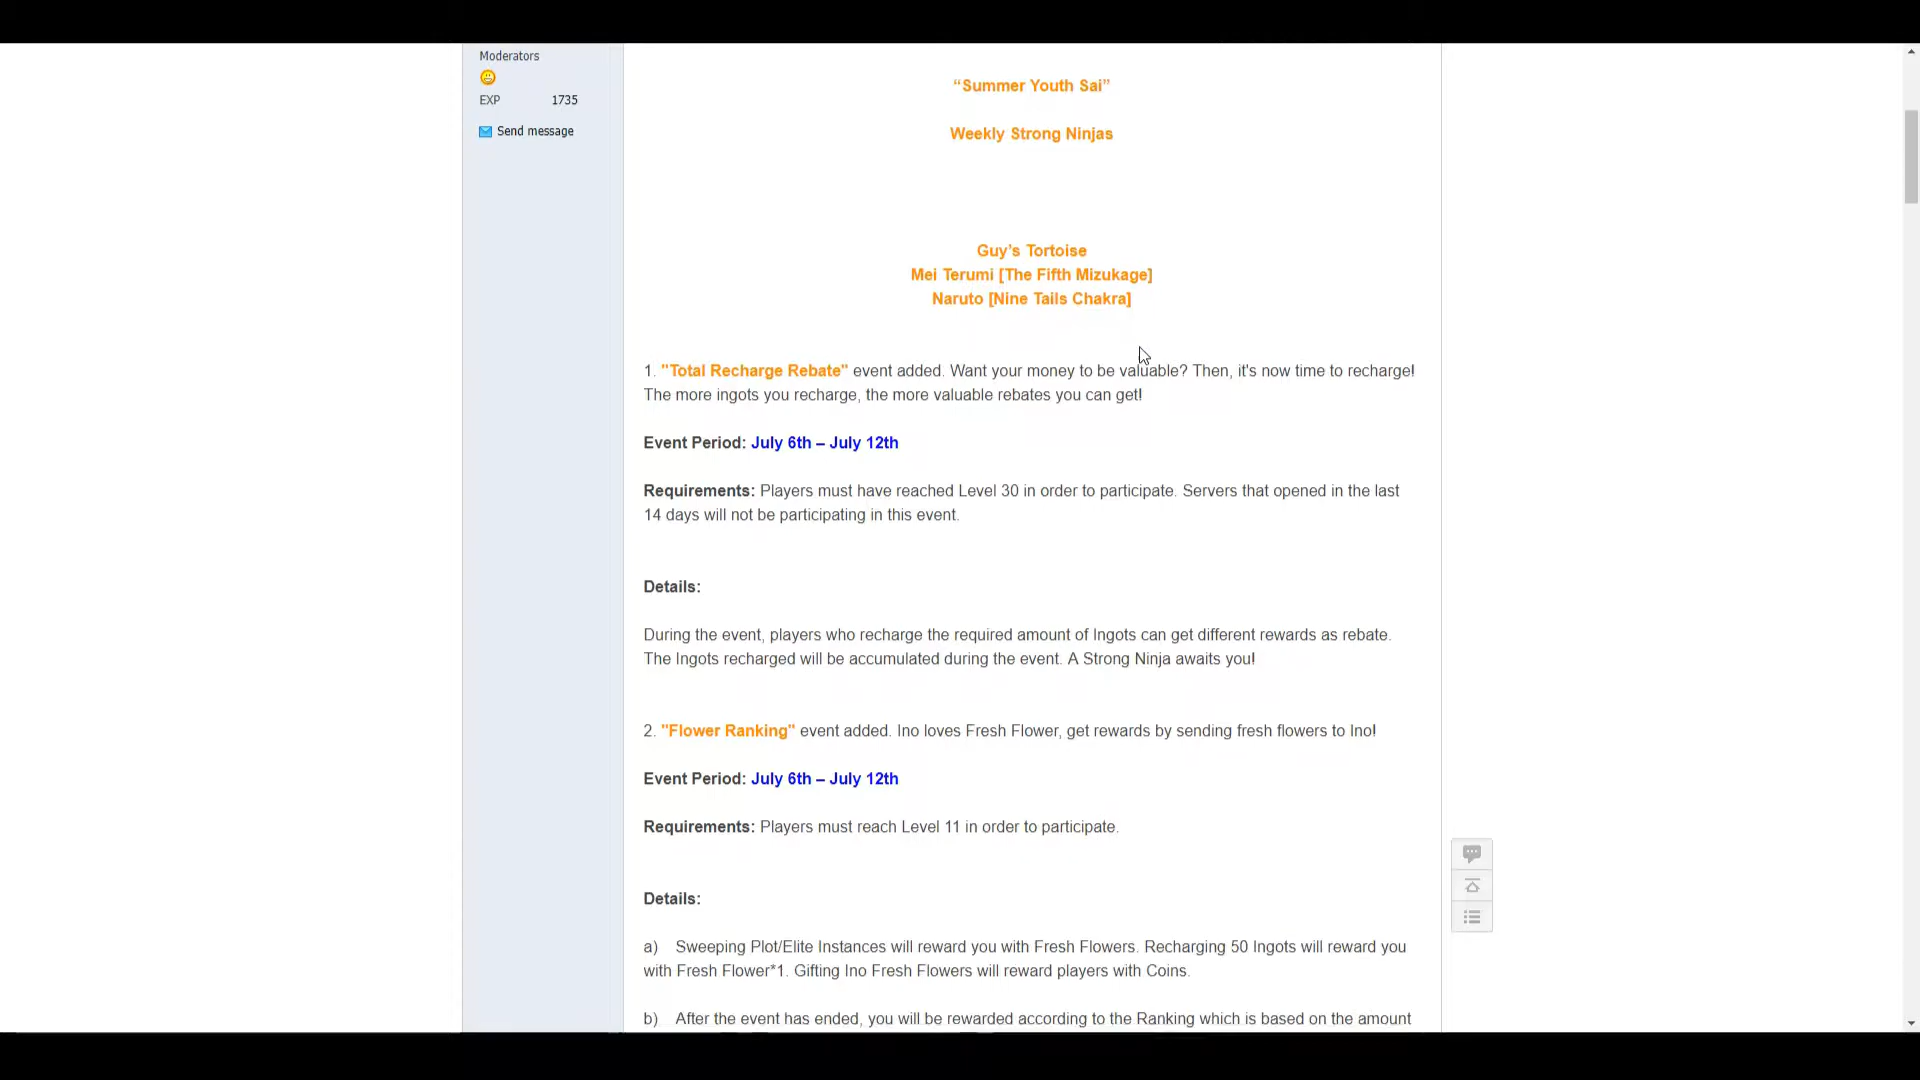 Moderators
EXP 1735
Send message
“Summer Youth Sai”
Weekly Strong Ninjas
Guy’s Tortoise
Mei Terumi [The Fifth Mizukage]
Naruto [Nine Tails Chakra]
1. "Total Recharge Rebate" event added. Want your money to be valuable? Then, it's now time to recharge!
The more ingots you recharge, the more valuable rebates you can get!
Event Period: July 6th – July 12th
Requirements: Players must have reached Level 30 in order to participate. Servers that opened in the last
14 days will not be participating in this event.
Details:
During the event, players who recharge the required amount of Ingots can get different rewards as rebate.
The Ingots recharged will be accumulated during the event. A Strong Ninja awaits you!
2. "Flower Ranking" event added. Ino loves Fresh Flower, get rewards by sending fresh flowers to Ino!
Event Period: July 6th – July 12th
Requirements: Players must reach Level 11 in order to participate.
Details:
a) Sweeping Plot/Elite Instances will reward you with Fresh Flowers. Recharging 50 Ingots will reward you
with Fresh Flower*1. Gifting Ino Fresh Flowers will reward players with Coins.
b) After the event has ended, you will be rewarded according to the Ranking which is based on the amount